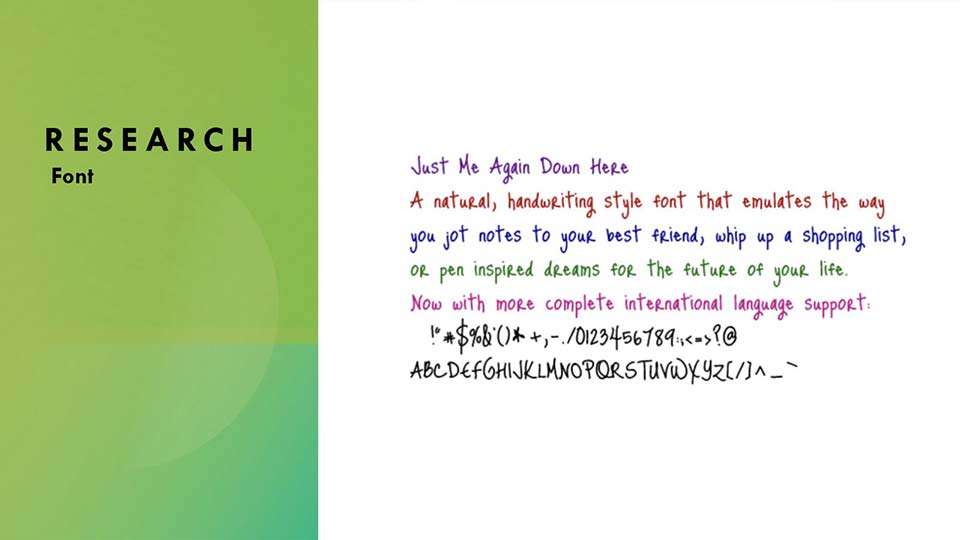 RESEARCH
Font
Just Me Again Down Here
A natural, handwriting style font that emulates the way
you jot notes to your best friend, whip up a shopping list,
or pen inspired dreams for the future of your life.
Now with more complete international language support:
!"#$%&'()*+,-./0123456789:;<=>?@
ABCDEFGHIJKLMNOPQRSTUVWXYZ[/]^_`